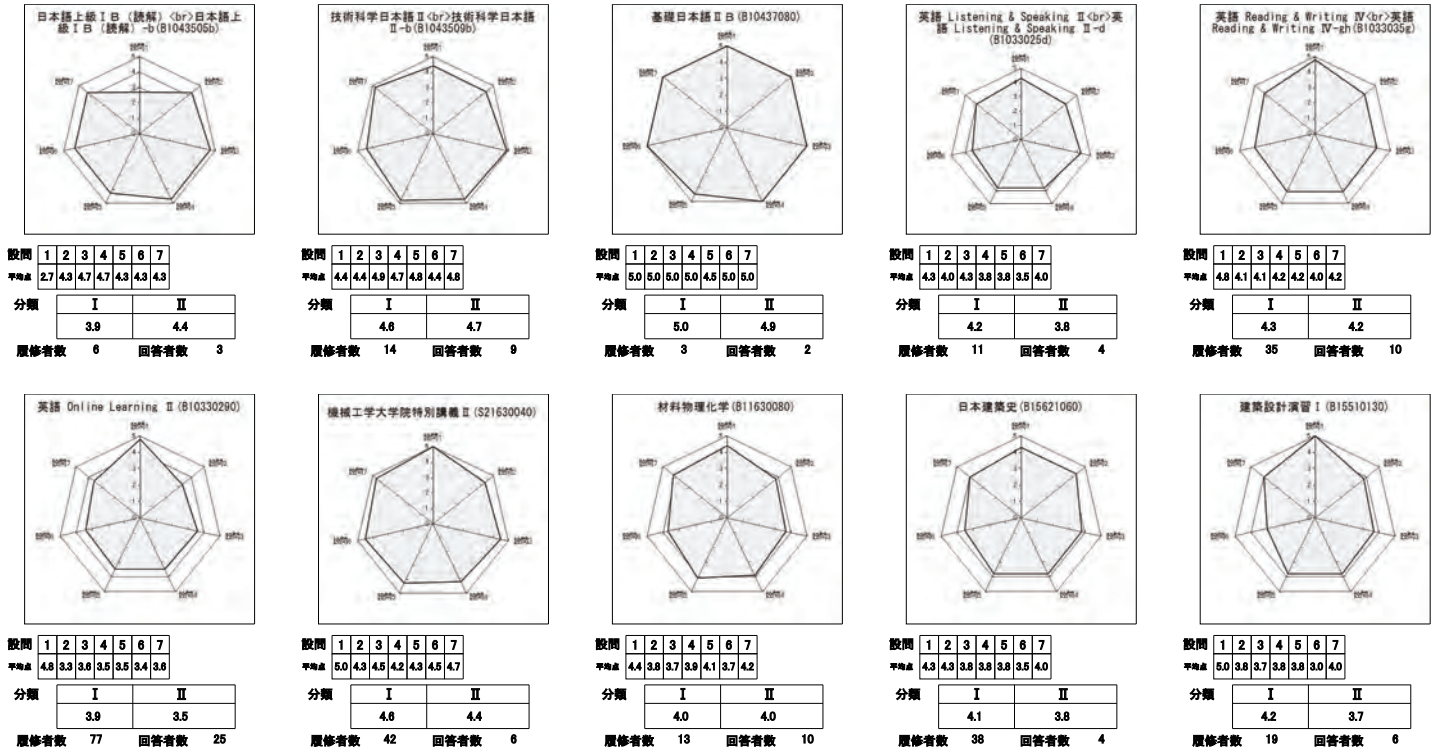 日本語上級ⅠB (読解) <br>日本語上
級ⅠB (読解) -b(B1043505b)
設問 1 2 3 4 5 6 7
平均点 2.7 4.3 4.7 4.7 4.3 4.3 4.3
分類 Ⅰ Ⅱ
3.9 4.4
履修者数 6 回答者数 3
技術科学日本語Ⅱ<br>技術科学日本語
Ⅱ-b(B1043509b)
設問 1 2 3 4 5 6 7
平均点 4.4 4.4 4.9 4.7 4.8 4.4 4.8
分類 Ⅰ Ⅱ
4.6 4.7
履修者数 14 回答者数 9
基礎日本語ⅡB(B10437080)
設問 1 2 3 4 5 6 7
平均点 5.0 5.0 5.0 5.0 4.5 5.0 5.0
分類 Ⅰ Ⅱ
5.0 4.9
履修者数 3 回答者数 2
英語 Listening & Speaking Ⅱ<br>英
語 Listening & Speaking Ⅱ-d
(B1033025d)
設問 1 2 3 4 5 6 7
平均点 4.3 4.0 4.3 3.8 3.8 3.5 4.0
分類 Ⅰ Ⅱ
4.2 3.8
履修者数 11 回答者数 4
英語 Reading & Writing Ⅳ<br>英語
Reading & Writing Ⅳ-gh(B1033035g)
設問 1 2 3 4 5 6 7
平均点 4.8 4.1 4.1 4.2 4.2 4.0 4.2
分類 Ⅰ Ⅱ
4.3 4.2
履修者数 35 回答者数 10
英語 Online Learning Ⅱ(B10330290)
設問 1 2 3 4 5 6 7
平均点 4.8 3.3 3.6 3.5 3.5 3.4 3.6
分類 Ⅰ Ⅱ
3.9 3.5
履修者数 77 回答者数 25
機械工学大学院特別講義Ⅱ(S21630040)
設問 1 2 3 4 5 6 7
平均点 5.0 4.3 4.5 4.2 4.3 4.5 4.7
分類 Ⅰ Ⅱ
4.6 4.4
履修者数 42 回答者数 6
材料物理化学(B11630080)
設問 1 2 3 4 5 6 7
平均点 4.4 3.8 3.7 3.9 4.1 3.7 4.2
分類 Ⅰ Ⅱ
4.0 4.0
履修者数 13 回答者数 10
日本建築史(B15621060)
設問 1 2 3 4 5 6 7
平均点 4.3 4.3 3.8 3.8 3.8 3.5 4.0
分類 Ⅰ Ⅱ
4.1 3.8
履修者数 38 回答者数 4
建築設計演習Ⅰ(B15510130)
設問 1 2 3 4 5 6 7
平均点 5.0 3.8 3.7 3.8 3.8 3.0 4.0
分類 Ⅰ Ⅱ
4.2 3.7
履修者数 19 回答者数 6